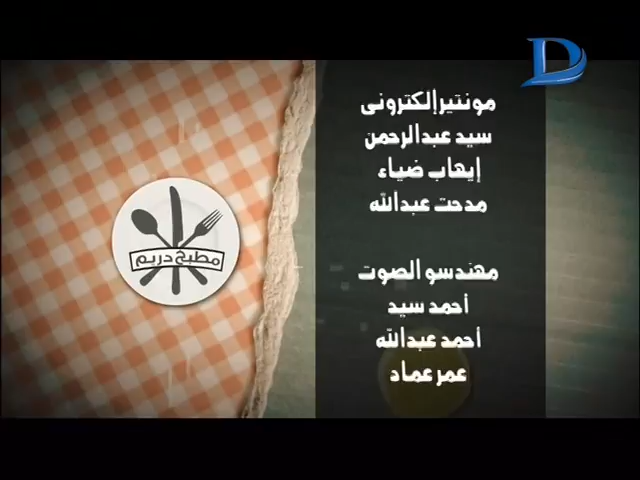 مونتير إلكترونى
سيد عبدالرحمن
إيهاب ضياء
مدحت عبدالله
مهندسو الصوت
أحمد سيد
أحمد عبدالله
عمر عماد
مطبخ دريم
D